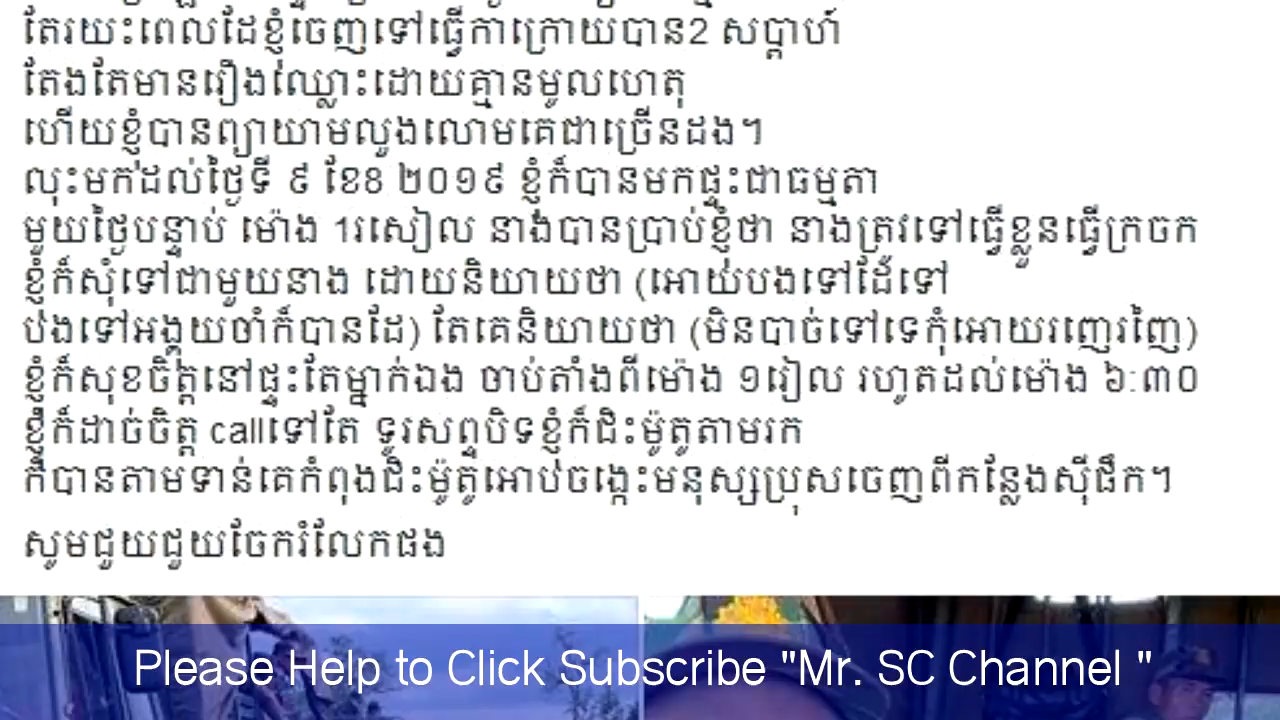 តែរយះពេលដែខ្ញុំចេញទៅធ្វើការក្រោយបាន2 សប្តាហ៍
តែងតែមានរឿងឈ្លោះដោយគ្មានមូលហេតុ
ហើយខ្ញុំបានព្យាយាមលួងលោមគេជាច្រើនដង។
លុះមកដល់ថ្ងៃទី ៩ ខែ8 ២០១៩ ខ្ញុំក៏បានមកផ្ទះជាធម្មតា
មួយថ្ងៃបន្ទាប់ ម៉ោង 1រសៀល នាងបានប្រាប់ខ្ញុំថា នាងត្រូវទៅធ្វើខ្លួនធ្វើក្រចក
ខ្ញុំក៏សុំទៅជាមួយនាង ដោយនិយាយថា (អោយបងទៅដែទៅ
បងទៅអង្គុយចាំក៏បានដែ) តែគេនិយាយថា (មិនបាច់ទៅទេកុំអោយរញេរញៃ)
ខ្ញុំក៏សុខចិត្តនៅផ្ទះតែម្នាក់ឯង ចាប់តាំងពីម៉ោង ១រៀល រហូតដល់ម៉ោង ៦:៣០
ខ្ញុំក៏ដាច់ចិត្ត callទៅតែ ទូរសព្ទបិទខ្ញុំក៏ជិះម៉ូតូតាមរក
ក៏បានតាមទាន់គេកំពុងជិះម៉ូតូអោបចង្កេះមនុស្សប្រុសចេញពីកន្លែងស៊ីផឹក។
សូមជួយជួយចែករំលែកផង
Please Help to Click Subscribe "Mr. SC Channel "